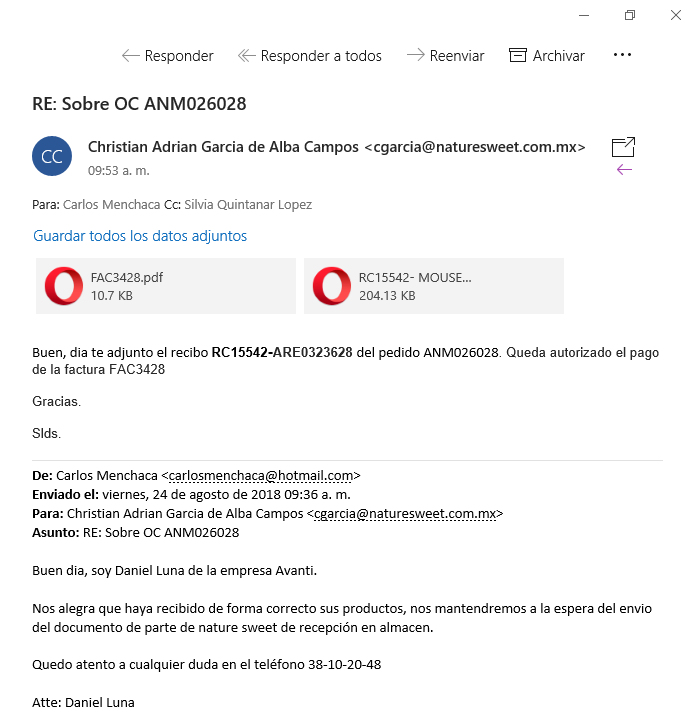 Responder Responder a todos Reenviar Archivar ...
RE: Sobre OC ANM026028
CC
Christian Adrian Garcia de Alba Campos <cgarcia@naturesweet.com.mx>
09:53 a. m.
Para: Carlos Menchaca Cc: Silvia Quintanar Lopez
Guardar todos los datos adjuntos
FAC3428.pdf
10.7 KB
RC15542- MOUSE...
204.13 KB
Buen, dia te adjunto el recibo RC15542-ARE0323628 del pedido ANM026028. Queda autorizado el pago
de la factura FAC3428
Gracias.
Slds.
De: Carlos Menchaca <carlosmenchaca@hotmail.com>
Enviado el: viernes, 24 de agosto de 2018 09:36 a. m.
Para: Christian Adrian Garcia de Alba Campos <cgarcia@naturesweet.com.mx>
Asunto: RE: Sobre OC ANM026028
Buen dia, soy Daniel Luna de la empresa Avanti.
Nos alegra que haya recibido de forma correcto sus productos, nos mantendremos a la espera del envio
del documento de parte de nature sweet de recepción en almacen.
Quedo atento a cualquier duda en el teléfono 38-10-20-48
Atte: Daniel Luna